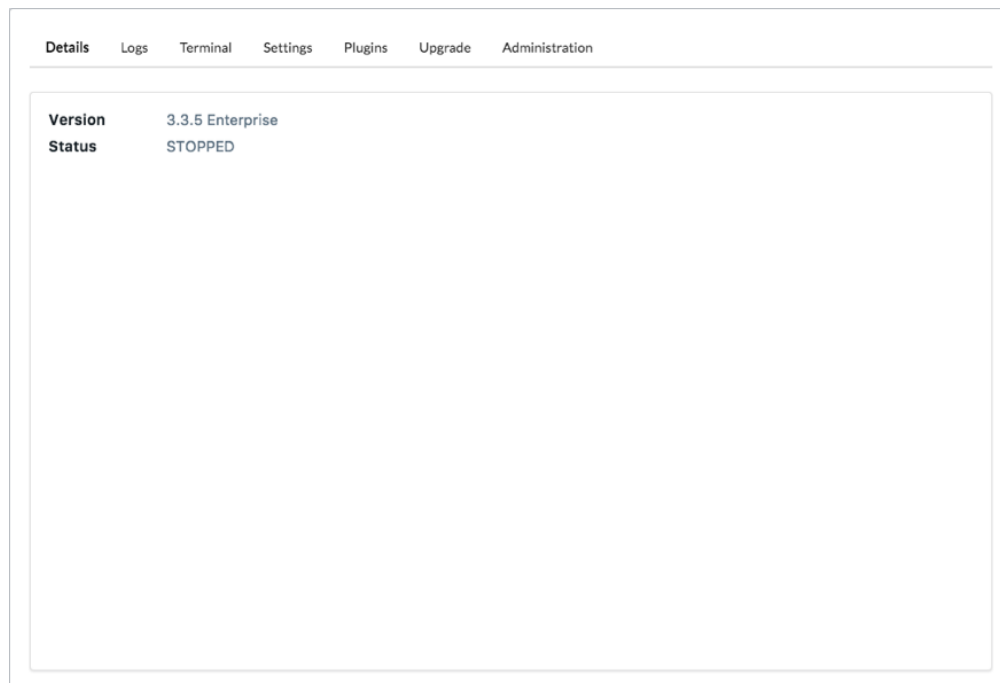 Details Logs Terminal Settings Plugins Upgrade Administration
Version 3.3.5 Enterprise
Status STOPPED